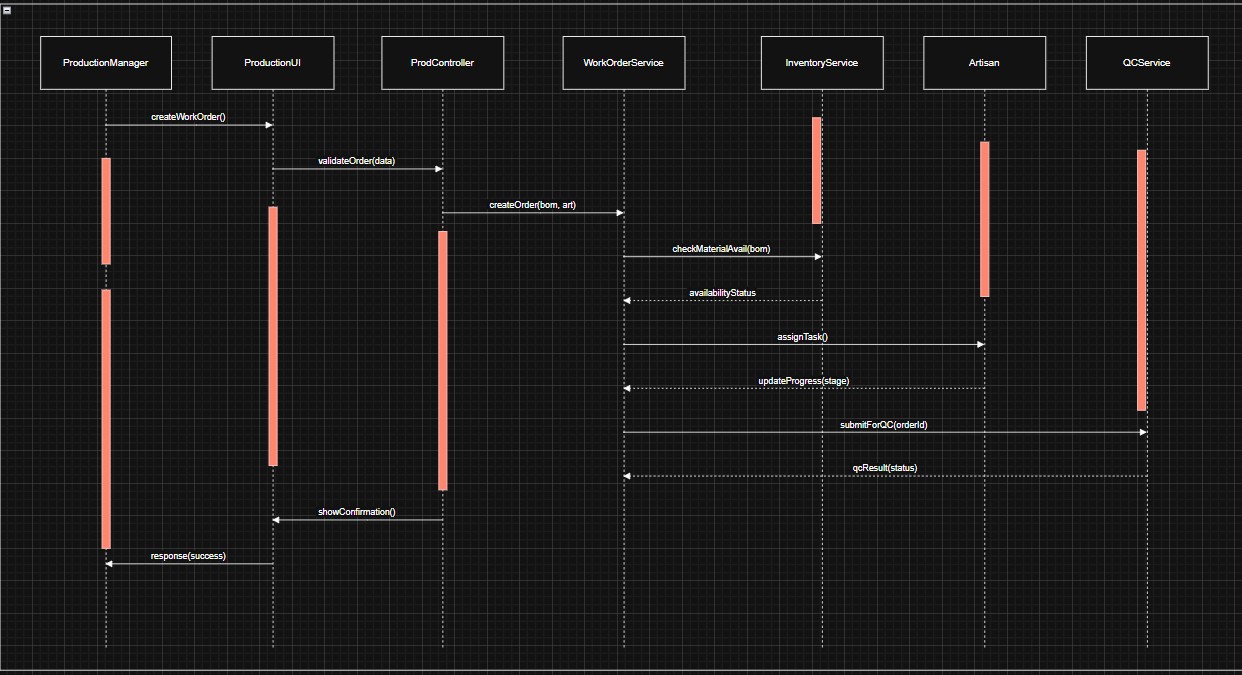 ProductionManager
ProductionUI
ProdController
WorkOrderService
InventoryService
Artisan
QCService
createWorkOrder()
validateOrder(data)
createOrder(bom, art)
checkMaterialAvail(bom)
availabilityStatus
assignTask()
updateProgress(stage)
submitForQC(orderId)
qcResult(status)
showConfirmation()
response(success)